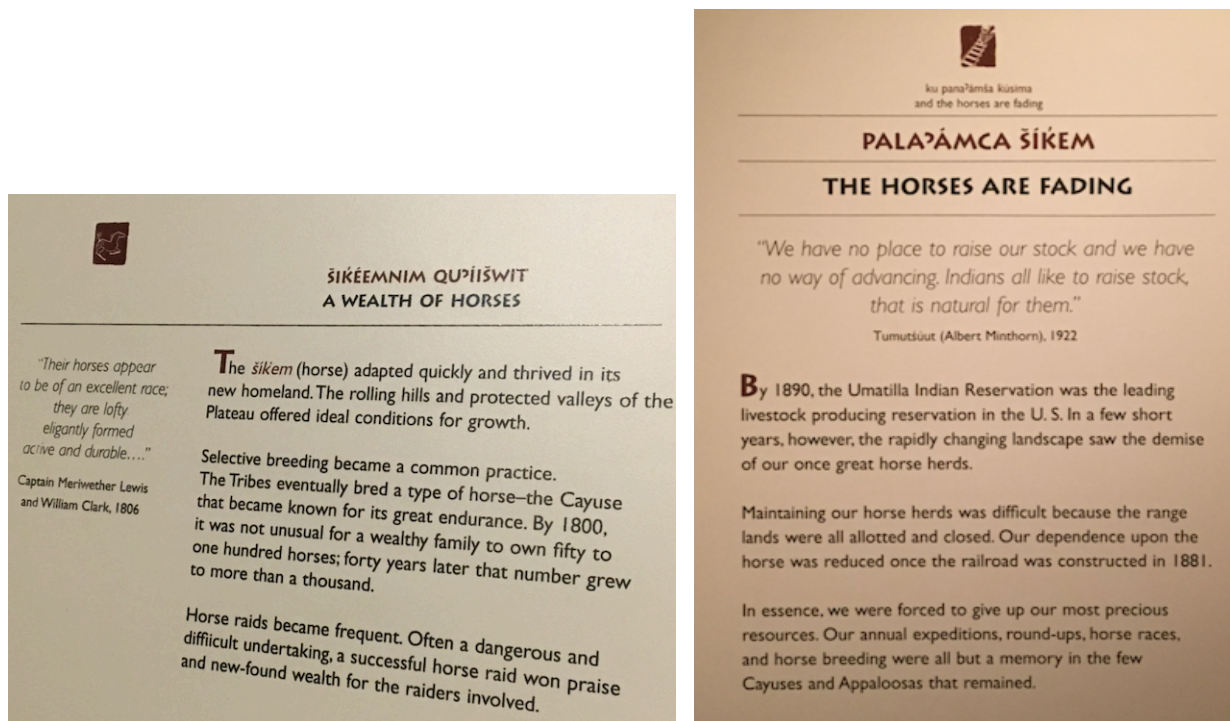 ŠIḰÉEMNIM QUˀÍIŠWIT
A WEALTH OF HORSES
"Their horses appear
to be of an excellent race;
they are lofty
eligantly formed
active and durable…."
Captain Meriwether Lewis
and William Clark, 1806
The šíḱem (horse) adapted quickly and thrived in its
new homeland. The rolling hills and protected valleys of the
Plateau offered ideal conditions for growth.
Selective breeding became a common practice.
The Tribes eventually bred a type of horse–the Cayuse
that became known for its great endurance. By 1800,
it was not unusual for a wealthy family to own fifty to
one hundred horses; forty years later that number grew
to more than a thousand.
Horse raids became frequent. Often a dangerous and
difficult undertaking, a successful horse raid won praise
and new-found wealth for the raiders involved.
ku panaˀámša kúsima
and the horses are fading
PALAˀÁMCA ŠÍḰEM
THE HORSES ARE FADING
"We have no place to raise our stock and we have
no way of advancing. Indians all like to raise stock,
that is natural for them."
Tumutšúut (Albert Minthorn), 1922
By 1890, the Umatilla Indian Reservation was the leading
livestock producing reservation in the U. S. In a few short
years, however, the rapidly changing landscape saw the demise
of our once great horse herds.
Maintaining our horse herds was difficult because the range
lands were all allotted and closed. Our dependence upon the
horse was reduced once the railroad was constructed in 1881.
In essence, we were forced to give up our most precious
resources. Our annual expeditions, round-ups, horse races,
and horse breeding were all but a memory in the few
Cayuses and Appaloosas that remained.